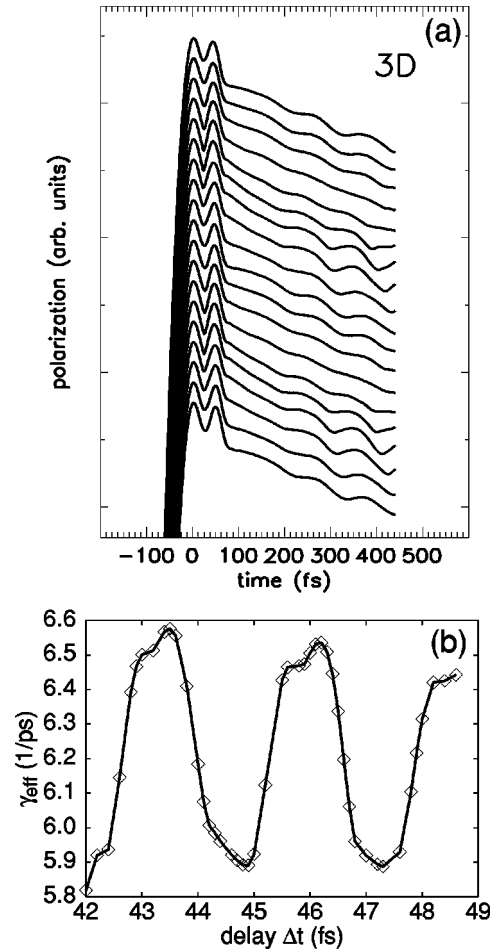 (a)
3D
polarization (arb. units)
−100 0 100 200 300 400 500
time (fs)
(b)
6.6
6.5
6.4
6.3
6.2
6.1
6.0
5.9
5.8
γeff (1/ps)
42 43 44 45 46 47 48 49
delay Δt (fs)